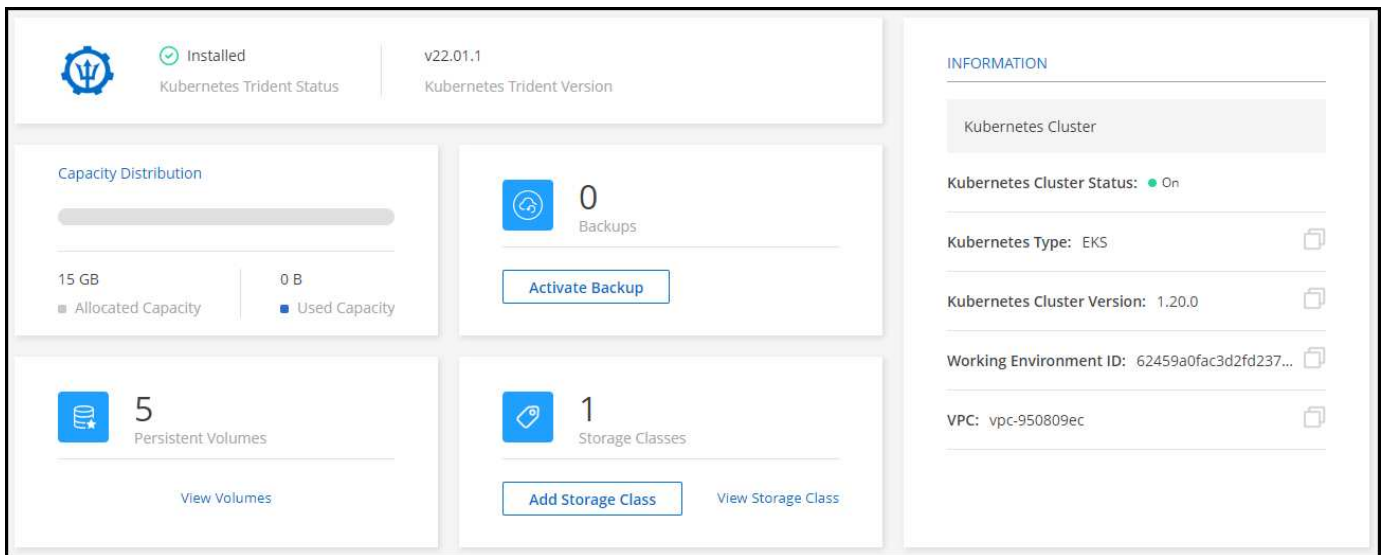 Installed
Kubernetes Trident Status
v22.01.1
Kubernetes Trident Version
Capacity Distribution
15 GB
Allocated Capacity
0 B
Used Capacity
0
Backups
Activate Backup
5
Persistent Volumes
View Volumes
1
Storage Classes
Add Storage Class
View Storage Class
INFORMATION
Kubernetes Cluster
Kubernetes Cluster Status: On
Kubernetes Type: EKS
Kubernetes Cluster Version: 1.20.0
Working Environment ID: 62459a0fac3d2fd237...
VPC: vpc-950809ec